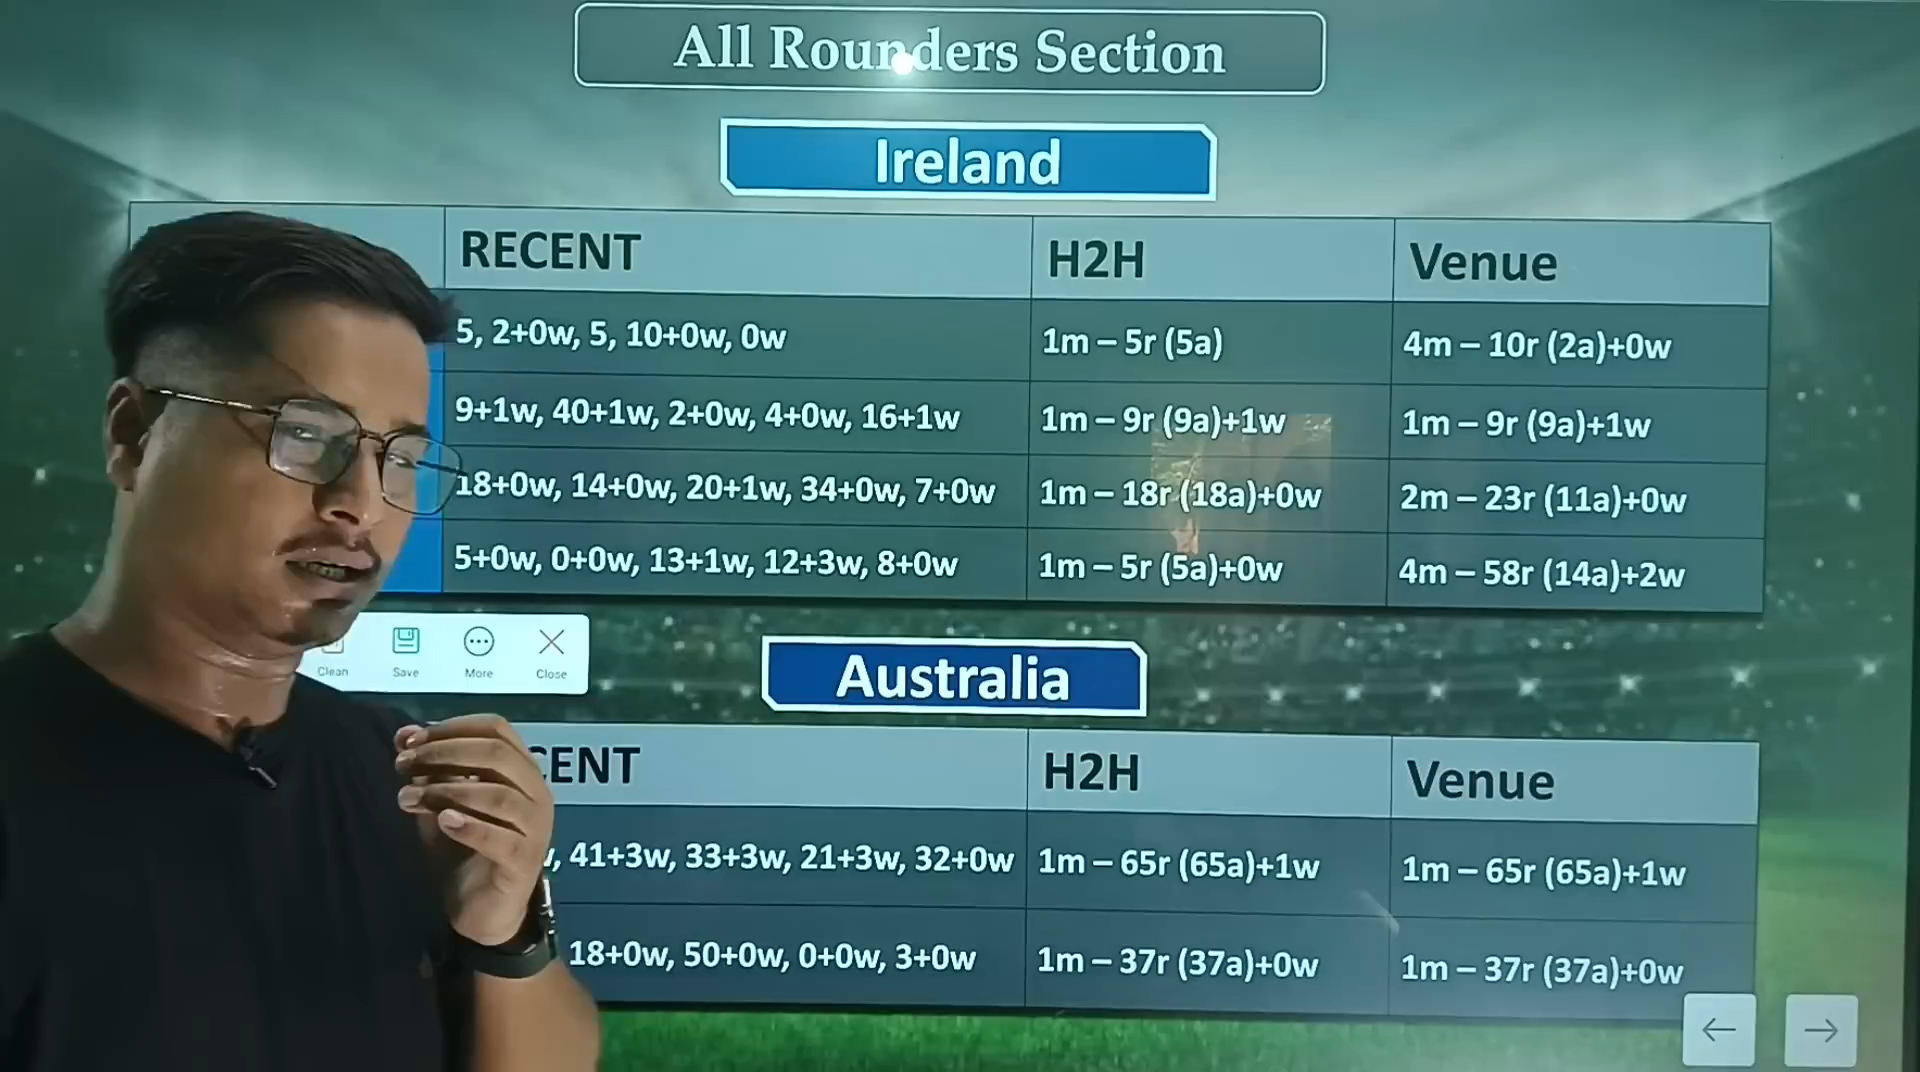 All Rounders Section
Ireland
RECENT H2H Venue
5, 2+0w, 5, 10+0w, 0w 1m – 5r (5a) 4m – 10r (2a)+0w
9+1w, 40+1w, 2+0w, 4+0w, 16+1w 1m – 9r (9a)+1w 1m – 9r (9a)+1w
18+0w, 14+0w, 20+1w, 34+0w, 7+0w 1m – 18r (18a)+0w 2m – 23r (11a)+0w
5+0w, 0+0w, 13+1w, 12+3w, 8+0w 1m – 5r (5a)+0w 4m – 58r (14a)+2w
Clean Save More Close
Australia
CENT H2H Venue
, 41+3w, 33+3w, 21+3w, 32+0w 1m – 65r (65a)+1w 1m – 65r (65a)+1w
18+0w, 50+0w, 0+0w, 3+0w 1m – 37r (37a)+0w 1m – 37r (37a)+0w